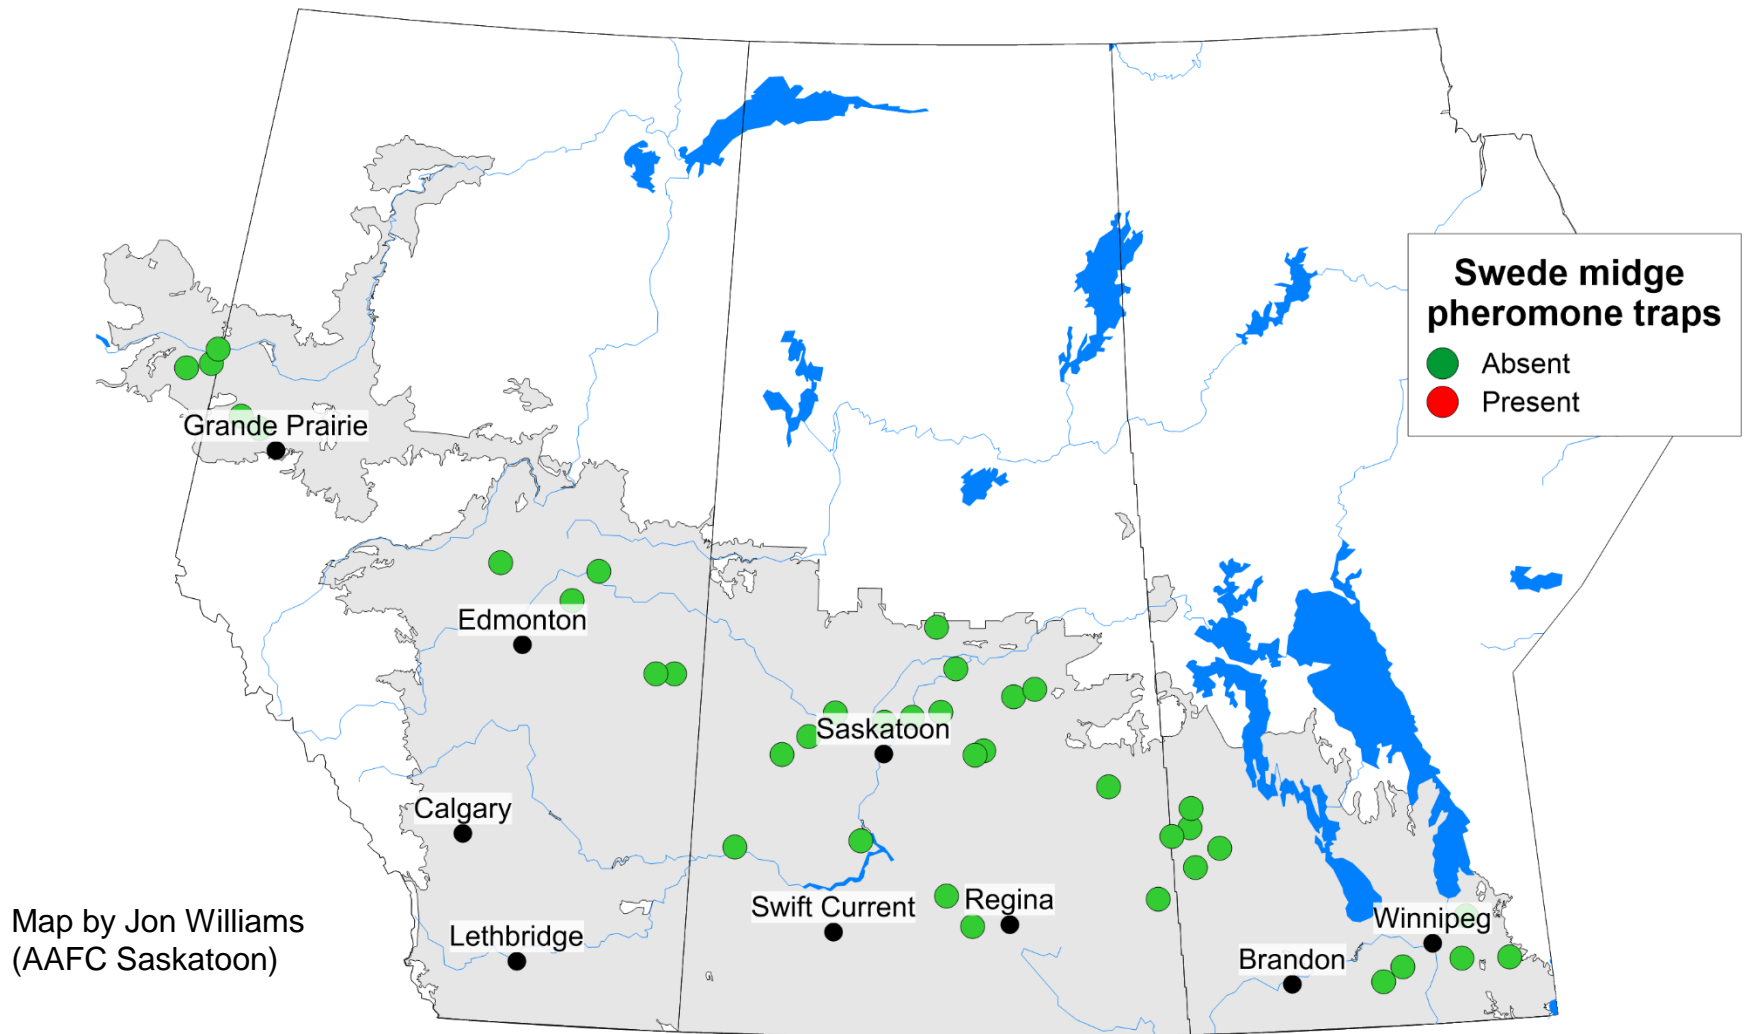 Swede midge
pheromone traps
Absent
Present
Grande Prairie
Edmonton
Saskatoon
Calgary
Swift Current
Regina
Winnipeg
Lethbridge
Brandon
Map by Jon Williams
(AAFC Saskatoon)